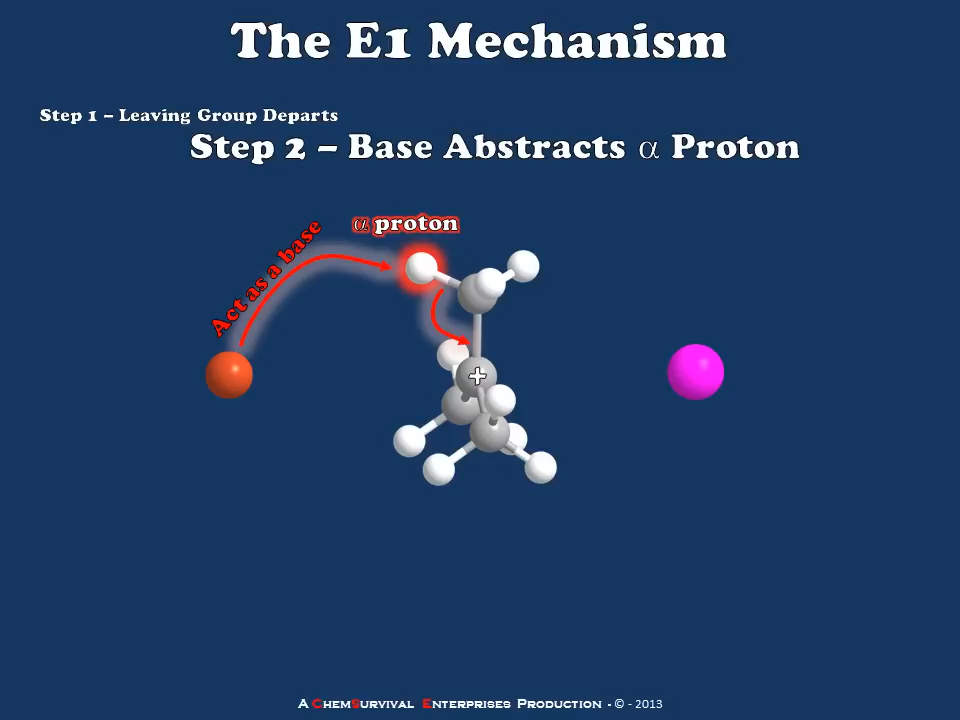 The E1 Mechanism
Step 1 – Leaving Group Departs
Step 2 – Base Abstracts α Proton
α proton
Act as a base
+
A ChemSurvival Enterprises Production - © - 2013